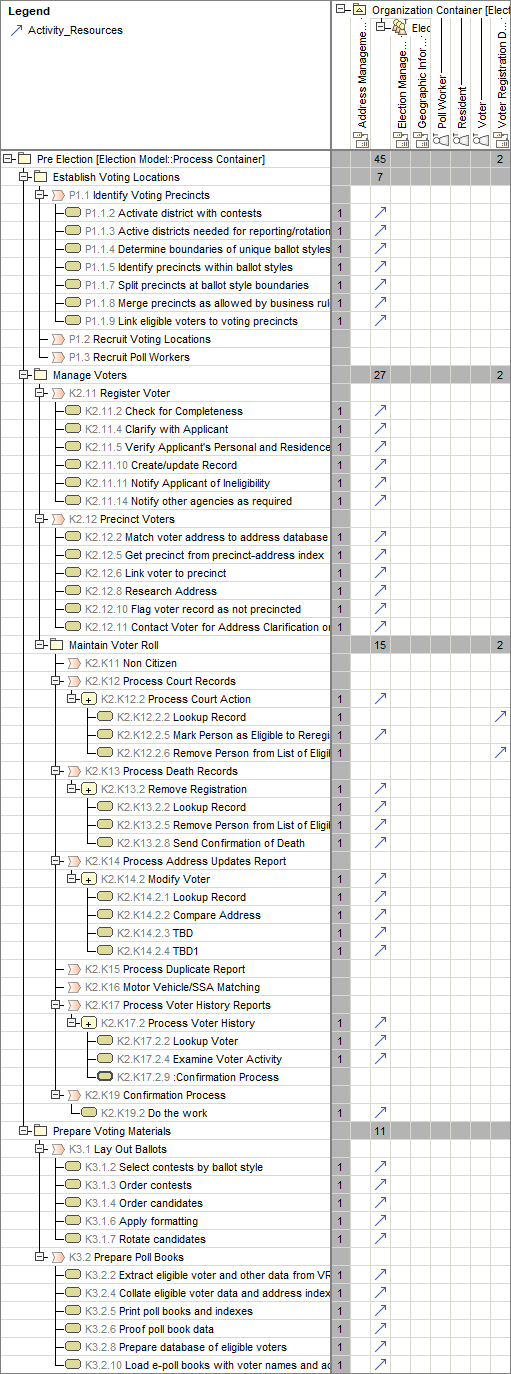 Legend
Activity_Resources
Organization Container [Elect
Elec
Address Manageme...
Election Manage...
Geographic Infor...
Poll Worker
Resident
Voter
Voter Registration D...
Pre Election [Election Model::Process Container] 45 2
Establish Voting Locations 7
P1.1 Identify Voting Precincts
P1.1.2 Activate district with contests 1
P1.1.3 Active districts needed for reporting/rotation 1
P1.1.4 Determine boundaries of unique ballot styles 1
P1.1.5 Identify precincts within ballot styles 1
P1.1.7 Split precincts at ballot style boundaries 1
P1.1.8 Merge precincts as allowed by business rul 1
P1.1.9 Link eligible voters to voting precincts 1
P1.2 Recruit Voting Locations
P1.3 Recruit Poll Workers
Manage Voters 27 2
K2.11 Register Voter
K2.11.2 Check for Completeness 1
K2.11.4 Clarify with Applicant 1
K2.11.5 Verify Applicant's Personal and Residence 1
K2.11.10 Create/update Record 1
K2.11.11 Notify Applicant of Ineligibility 1
K2.11.14 Notify other agencies as required 1
K2.12 Precinct Voters
K2.12.2 Match voter address to address database 1
K2.12.5 Get precinct from precinct-address index 1
K2.12.6 Link voter to precinct 1
K2.12.8 Research Address 1
K2.12.10 Flag voter record as not precincted 1
K2.12.11 Contact Voter for Address Clarification or 1
Maintain Voter Roll 15 2
K2.K11 Non Citizen
K2.K12 Process Court Records
K2.K12.2 Process Court Action 1
K2.K12.2.2 Lookup Record 1
K2.K12.2.5 Mark Person as Eligible to Reregi 1
K2.K12.2.6 Remove Person from List of Eligil 1
K2.K13 Process Death Records
K2.K13.2 Remove Registration 1
K2.K13.2.2 Lookup Record 1
K2.K13.2.5 Remove Person from List of Eligil 1
K2.K13.2.8 Send Confirmation of Death 1
K2.K14 Process Address Updates Report
K2.K14.2 Modify Voter 1
K2.K14.2.1 Lookup Record 1
K2.K14.2.2 Compare Address 1
K2.K14.2.3 TBD 1
K2.K14.2.4 TBD1 1
K2.K15 Process Duplicate Report
K2.K16 Motor Vehicle/SSA Matching
K2.K17 Process Voter History Reports
K2.K17.2 Process Voter History 1
K2.K17.2.2 Lookup Voter 1
K2.K17.2.4 Examine Voter Activity 1
K2.K17.2.9 :Confirmation Process
K2.K19 Confirmation Process
K2.K19.2 Do the work 1
Prepare Voting Materials 11
K3.1 Lay Out Ballots
K3.1.2 Select contests by ballot style 1
K3.1.3 Order contests 1
K3.1.4 Order candidates 1
K3.1.6 Apply formatting 1
K3.1.7 Rotate candidates 1
K3.2 Prepare Poll Books
K3.2.2 Extract eligible voter and other data from VR 1
K3.2.4 Collate eligible voter data and address index 1
K3.2.5 Print poll books and indexes 1
K3.2.6 Proof poll book data 1
K3.2.8 Prepare database of eligible voters 1
K3.2.10 Load e-poll books with voter names and ad 1